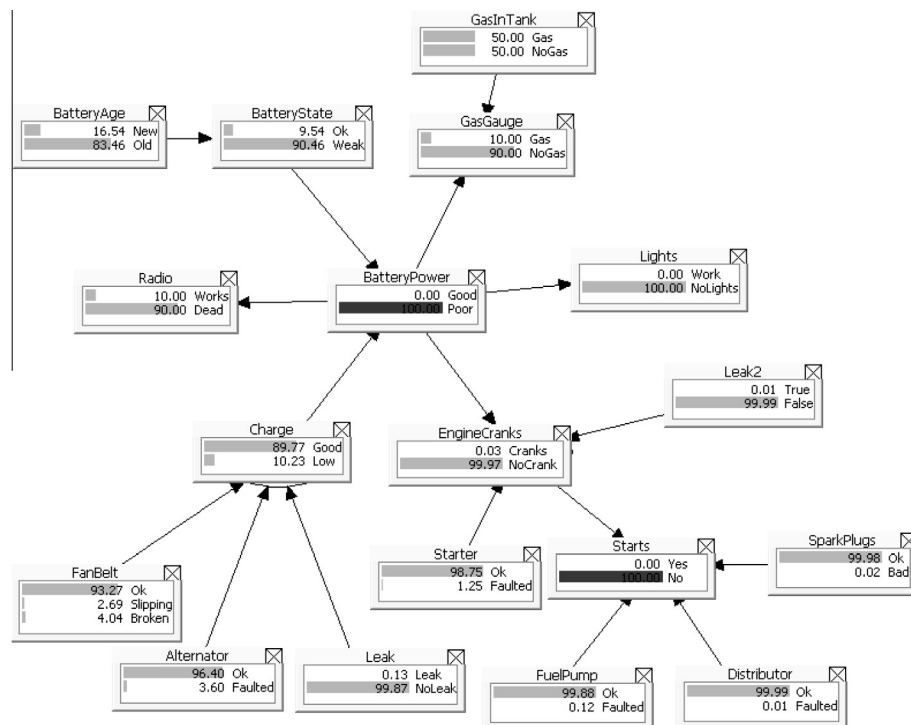 GasInTank
50.00 Gas
50.00 NoGas
BatteryAge
16.54 New
83.46 Old
BatteryState
9.54 Ok
90.46 Weak
GasGauge
10.00 Gas
90.00 NoGas
Radio
10.00 Works
90.00 Dead
BatteryPower
0.00 Good
100.00 Poor
Lights
0.00 Work
100.00 NoLights
Leak2
0.01 True
99.99 False
Charge
89.77 Good
10.23 Low
EngineCranks
0.03 Cranks
99.97 NoCrank
Starter
98.75 Ok
1.25 Faulted
Starts
0.00 Yes
100.00 No
SparkPlugs
99.98 Ok
0.02 Bad
FanBelt
93.27 Ok
2.69 Slipping
4.04 Broken
Alternator
96.40 Ok
3.60 Faulted
Leak
0.13 Leak
99.87 NoLeak
FuelPump
99.88 Ok
0.12 Faulted
Distributor
99.99 Ok
0.01 Faulted